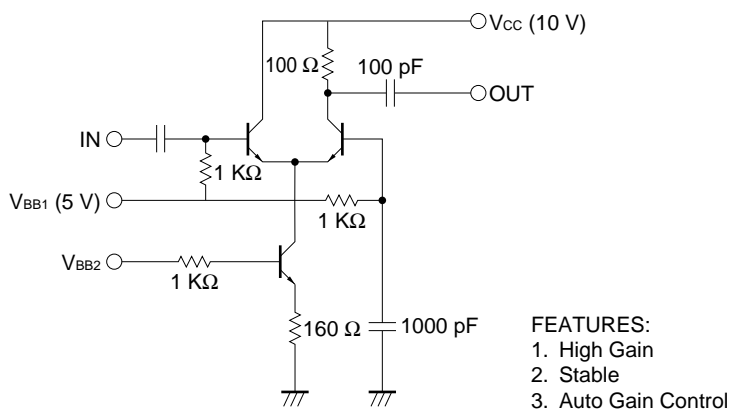 VCC (10 V)
100 Ω
100 pF
OUT
IN
1 KΩ
VBB1 (5 V)
1 KΩ
VBB2
1 KΩ
160 Ω
1000 pF
FEATURES:
1. High Gain
2. Stable
3. Auto Gain Control